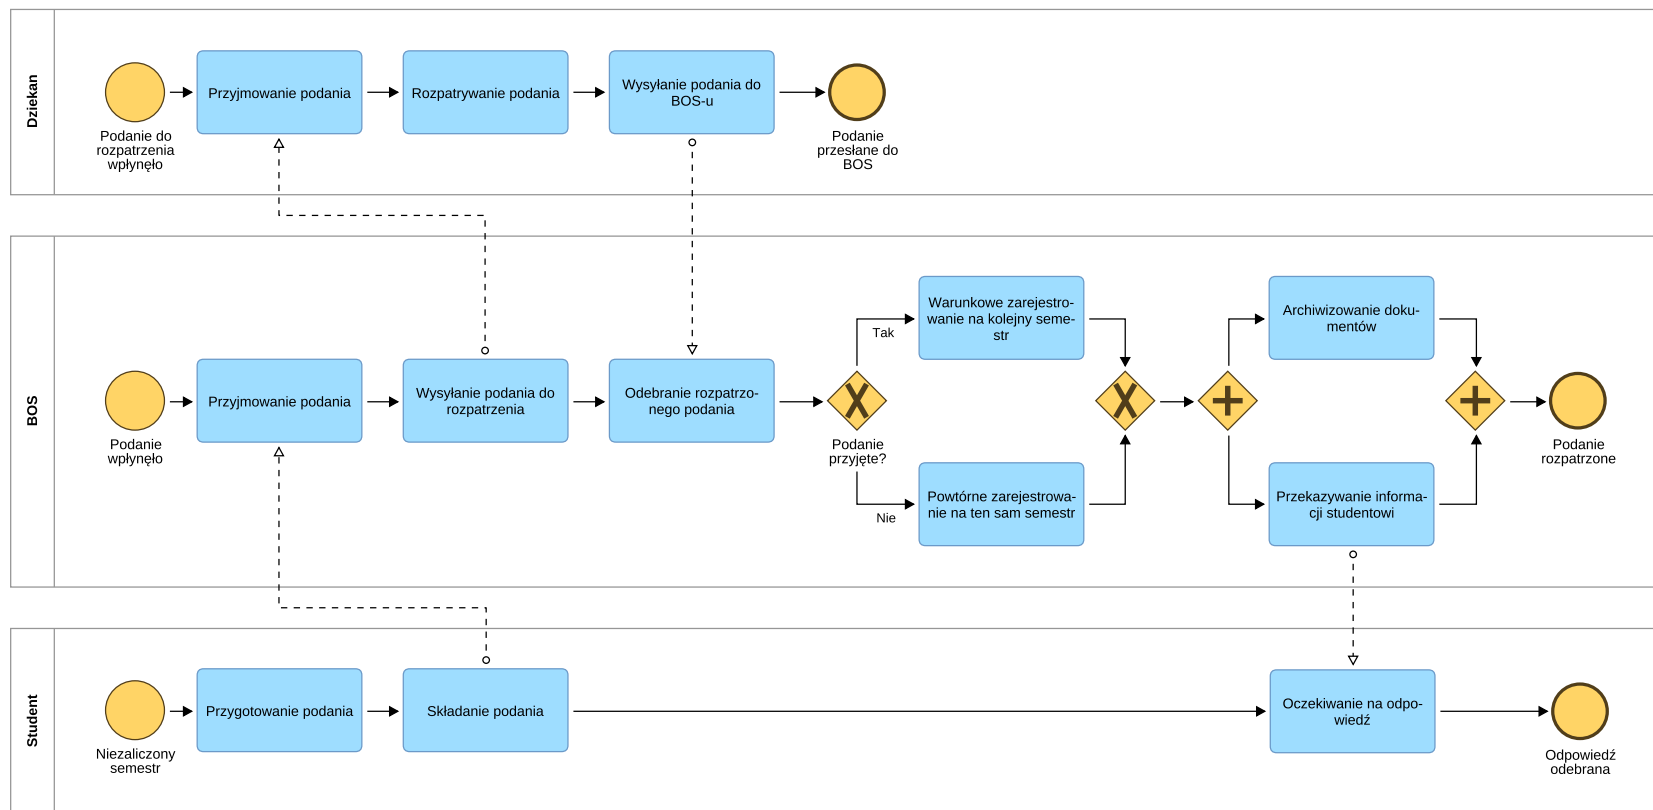 Dziekan
Przyjmowanie podania
Rozpatrywanie podania
Wysyłanie podania do
BOS-u
Podanie do
rozpatrzenia
wpłynęło
Podanie
przesłane do
BOS
BOS
Warunkowe zarejestro-
wanie na kolejny seme-
str
Archiwizowanie doku-
mentów
Tak
Przyjmowanie podania
Wysyłanie podania do
rozpatrzenia
Odebranie rozpatrzo-
nego podania
Podanie
wpłynęło
Podanie
przyjęte?
Podanie
rozpatrzone
Nie
Powtórne zarejestrowa-
nie na ten sam semestr
Przekazywanie informa-
cji studentowi
Student
Przygotowanie podania
Składanie podania
Oczekiwanie na odpo-
wiedź
Niezaliczony
semestr
Odpowiedź
odebrana